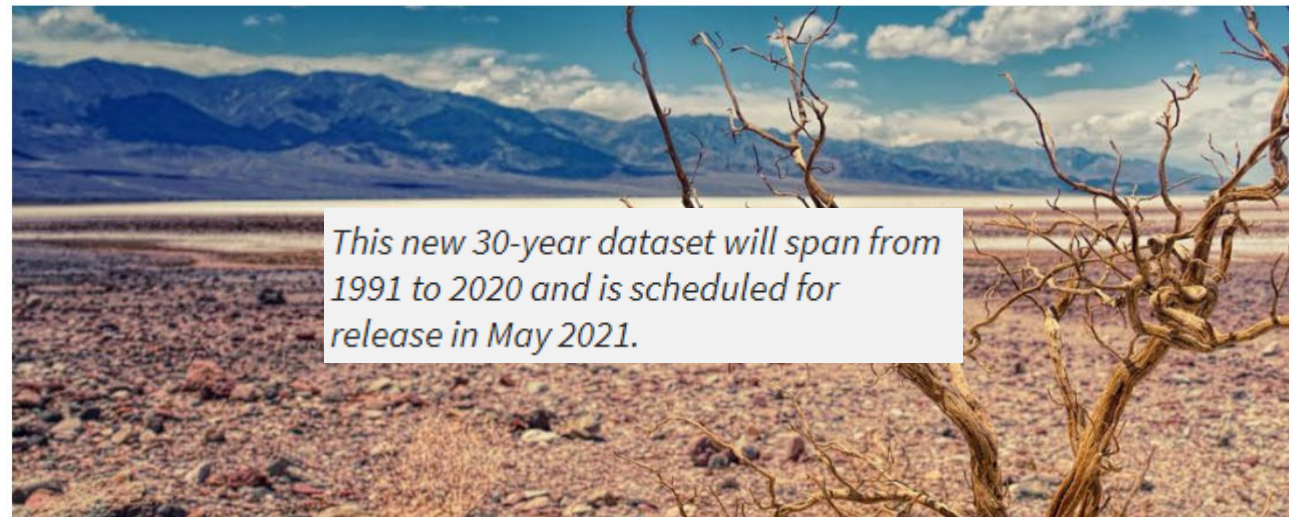 This new 30-year dataset will span from
1991 to 2020 and is scheduled for
release in May 2021.